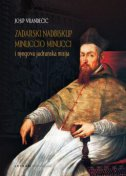 JOSIP VRANDEČIĆ
ZADARSKI NADBISKUP
MINUCCIO MINUCCI
i njegova jadranska misija